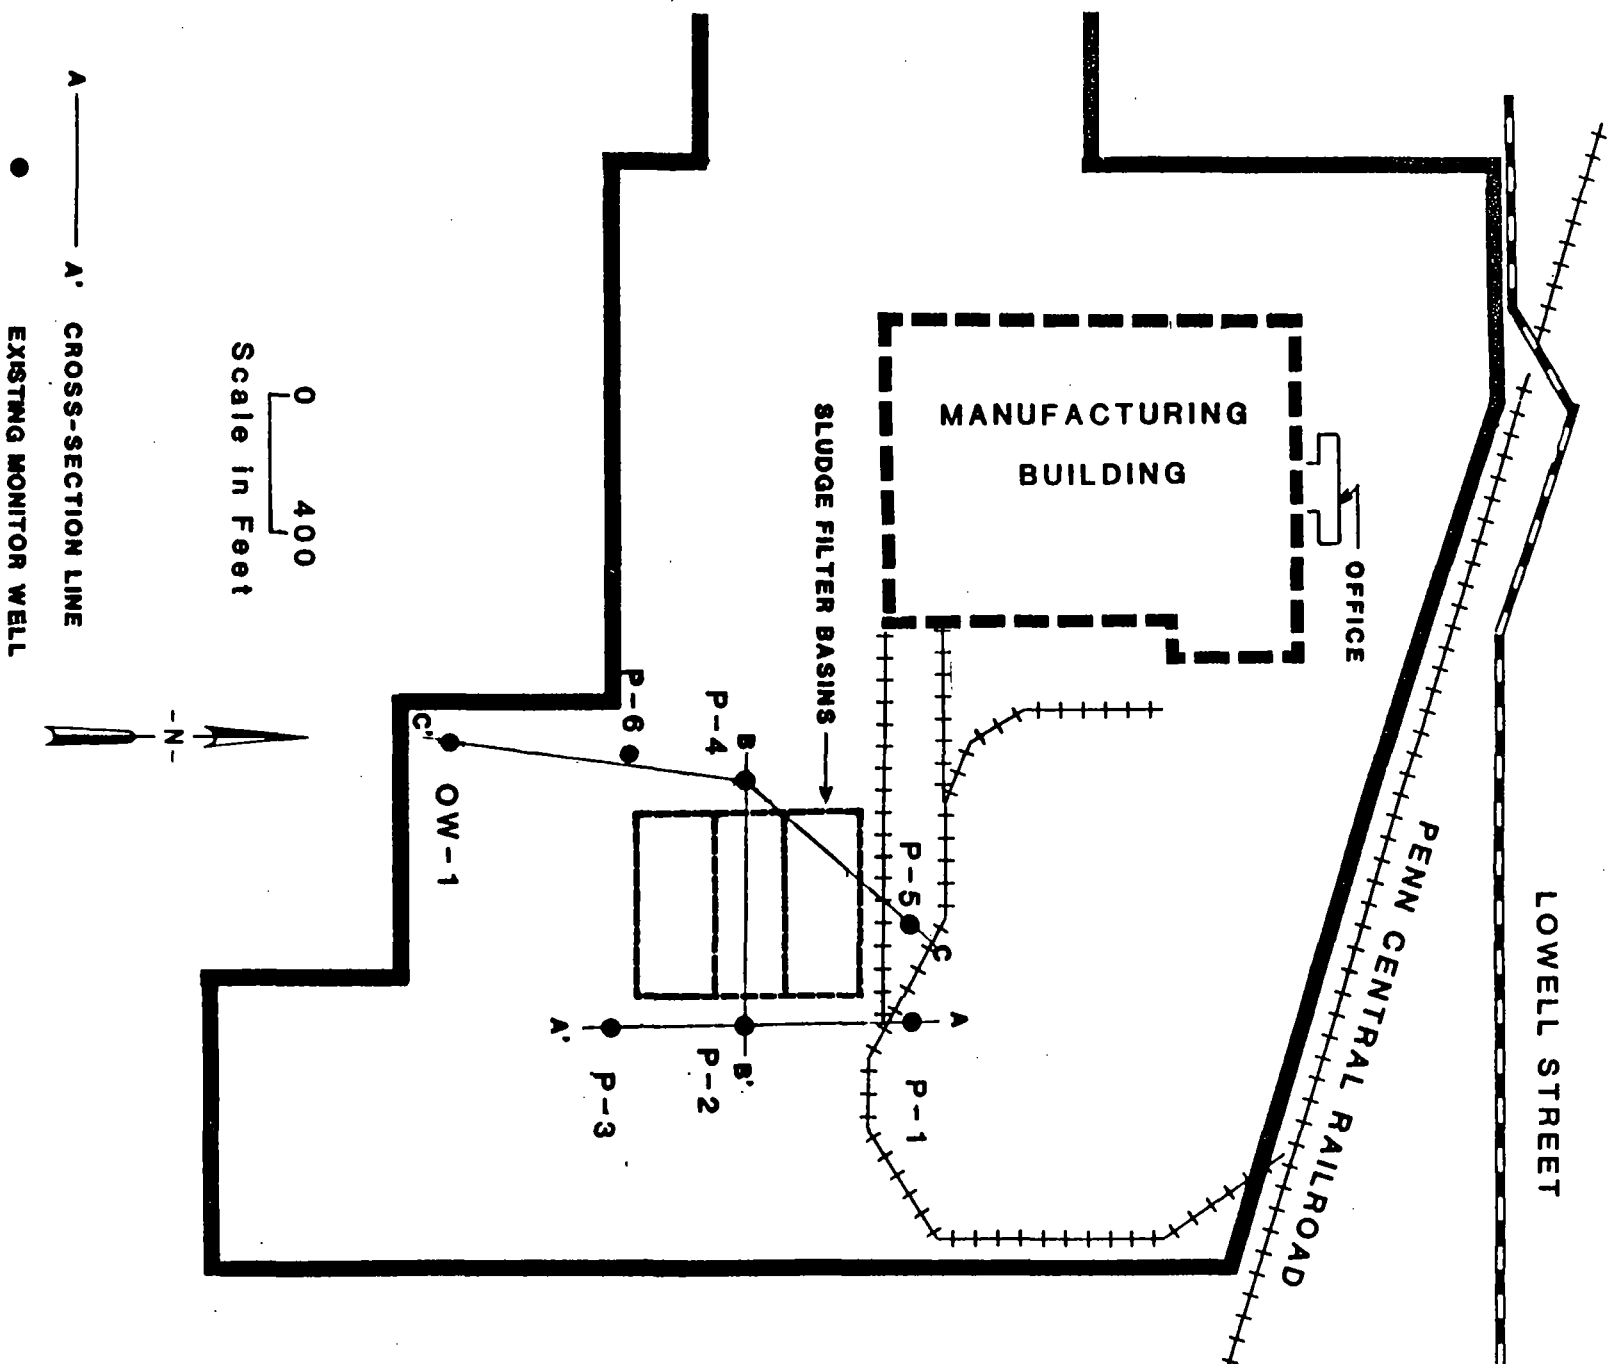 LOWELL STREET
PENN CENTRAL RAILROAD
OFFICE
MANUFACTURING
BUILDING
SLUDGE FILTER BASINS
P-5
C
A
P-1
P-4
B
B'
P-2
P-6
A'
P-3
C'
OW-1
0 400
Scale in Feet
-N-
A A' CROSS-SECTION LINE
EXISTING MONITOR WELL